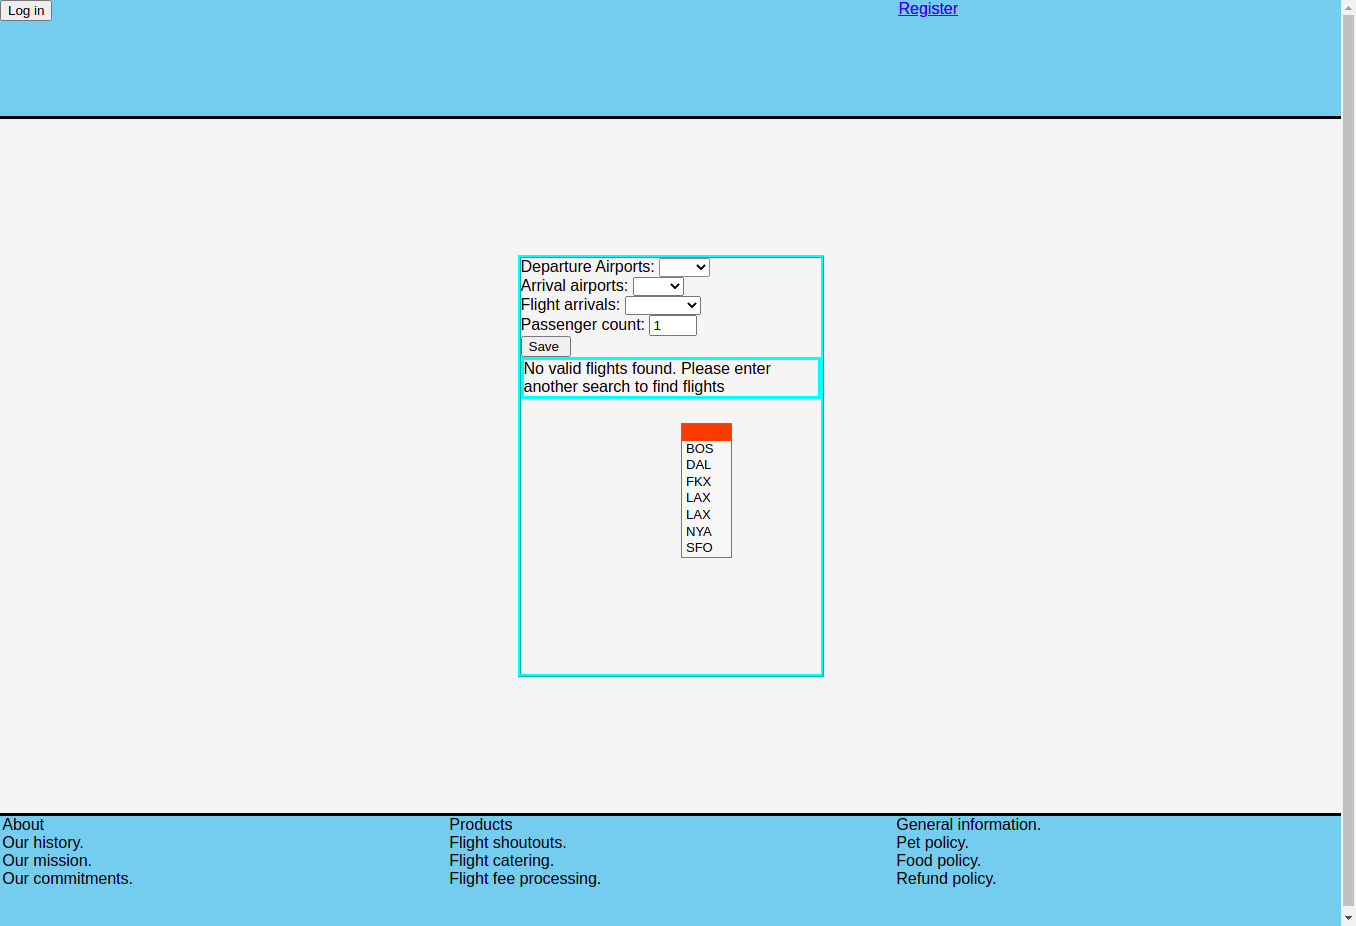 Log in
Register
Departure Airports:
Arrival airports:
Flight arrivals:
Passenger count: 1
Save
No valid flights found. Please enter
another search to find flights
BOS
DAL
FKX
LAX
LAX
NYA
SFO
About
Our history.
Our mission.
Our commitments.
Products
Flight shoutouts.
Flight catering.
Flight fee processing.
General information.
Pet policy.
Food policy.
Refund policy.